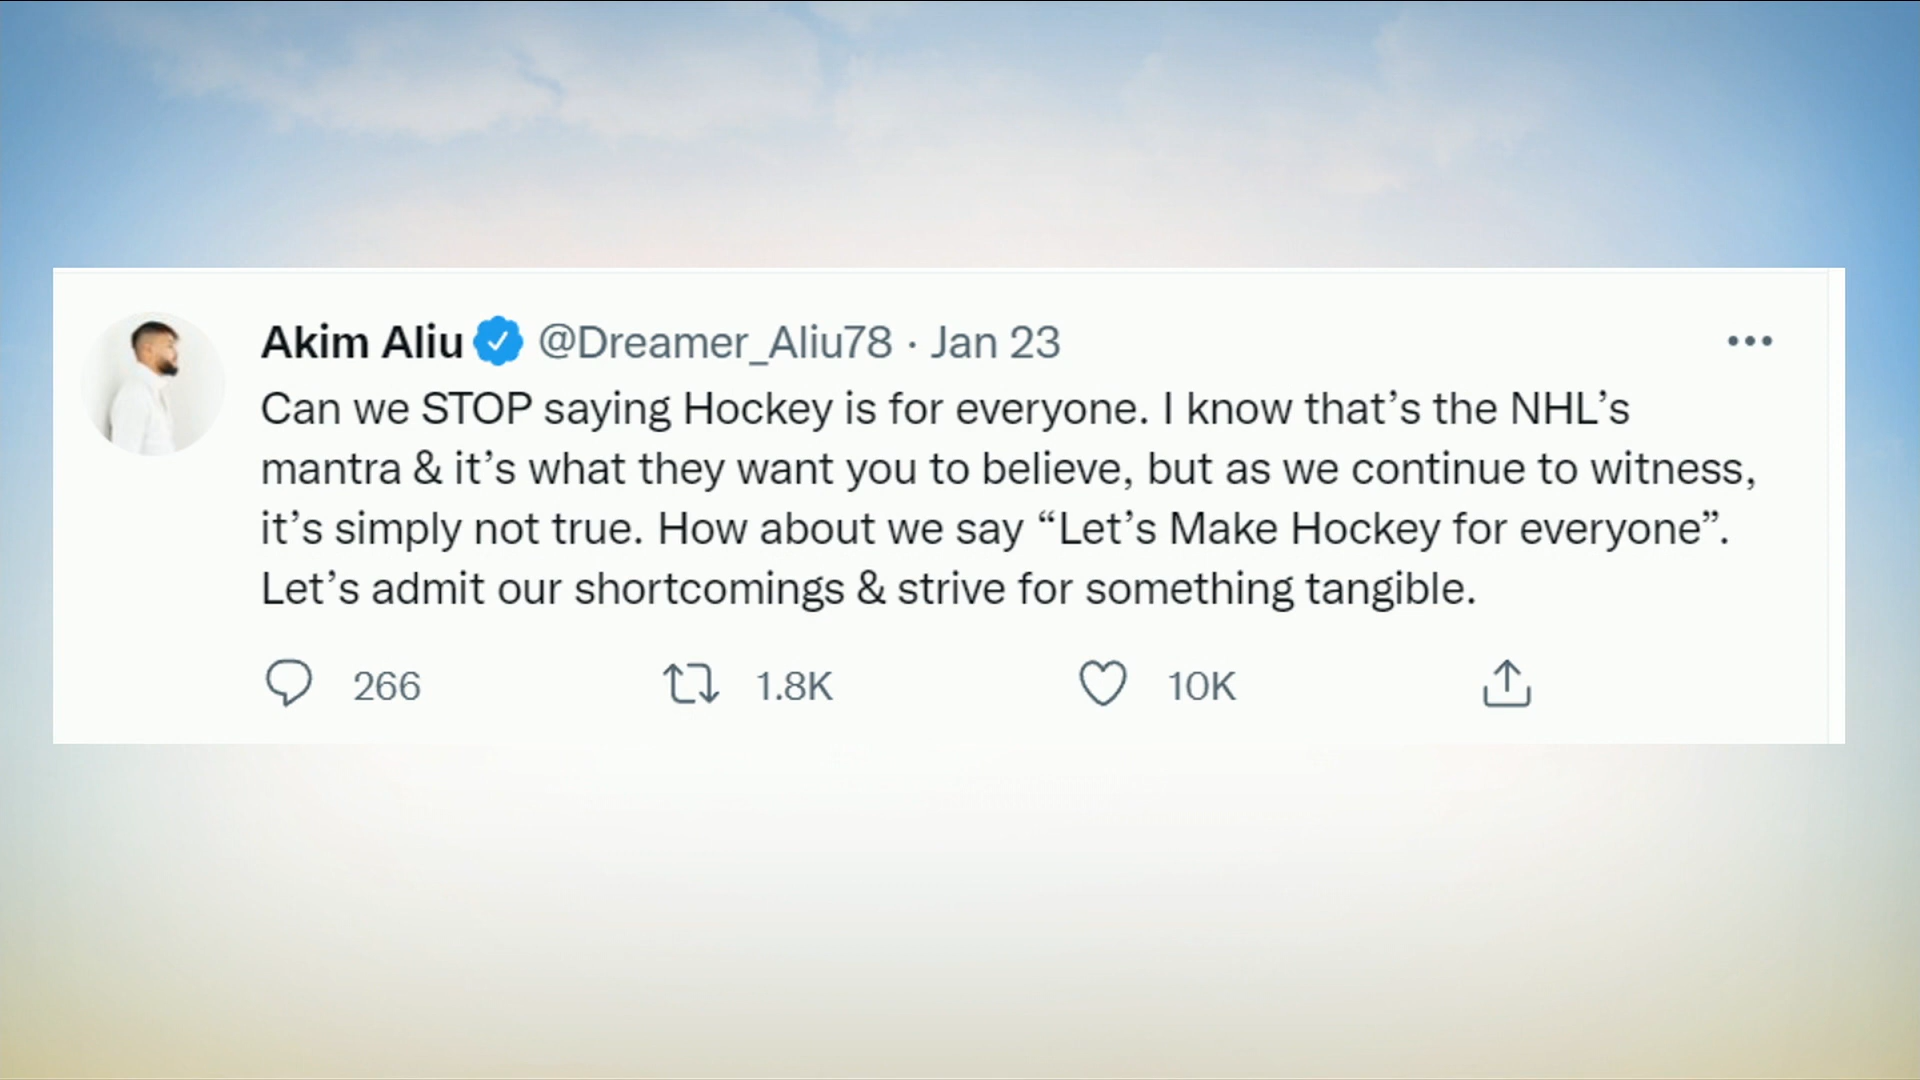 Akim Aliu @Dreamer_Aliu78 · Jan 23
Can we STOP saying Hockey is for everyone. I know that’s the NHL’s
mantra & it’s what they want you to believe, but as we continue to witness,
it’s simply not true. How about we say “Let’s Make Hockey for everyone”.
Let’s admit our shortcomings & strive for something tangible.
266 1.8K 10K